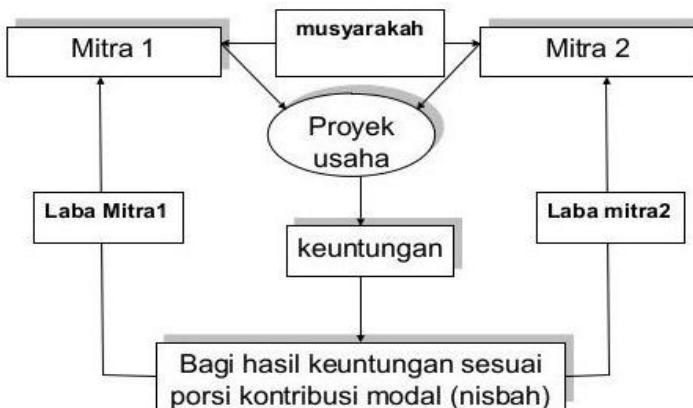 musyarakah
Mitra 1
Mitra 2
Proyek
usaha
Laba Mitra1
Laba mitra2
keuntungan
Bagi hasil keuntungan sesuai
porsi kontribusi modal (nisbah)